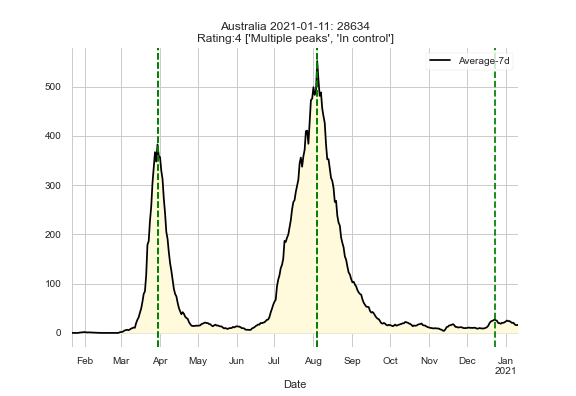 Australia 2021-01-11: 28634
Rating:4 ['Multiple peaks', 'In control']
Average-7d
500
400
300
200
100
0
Feb Mar Apr May Jun Jul Aug Sep Oct Nov Dec Jan
2021
Date